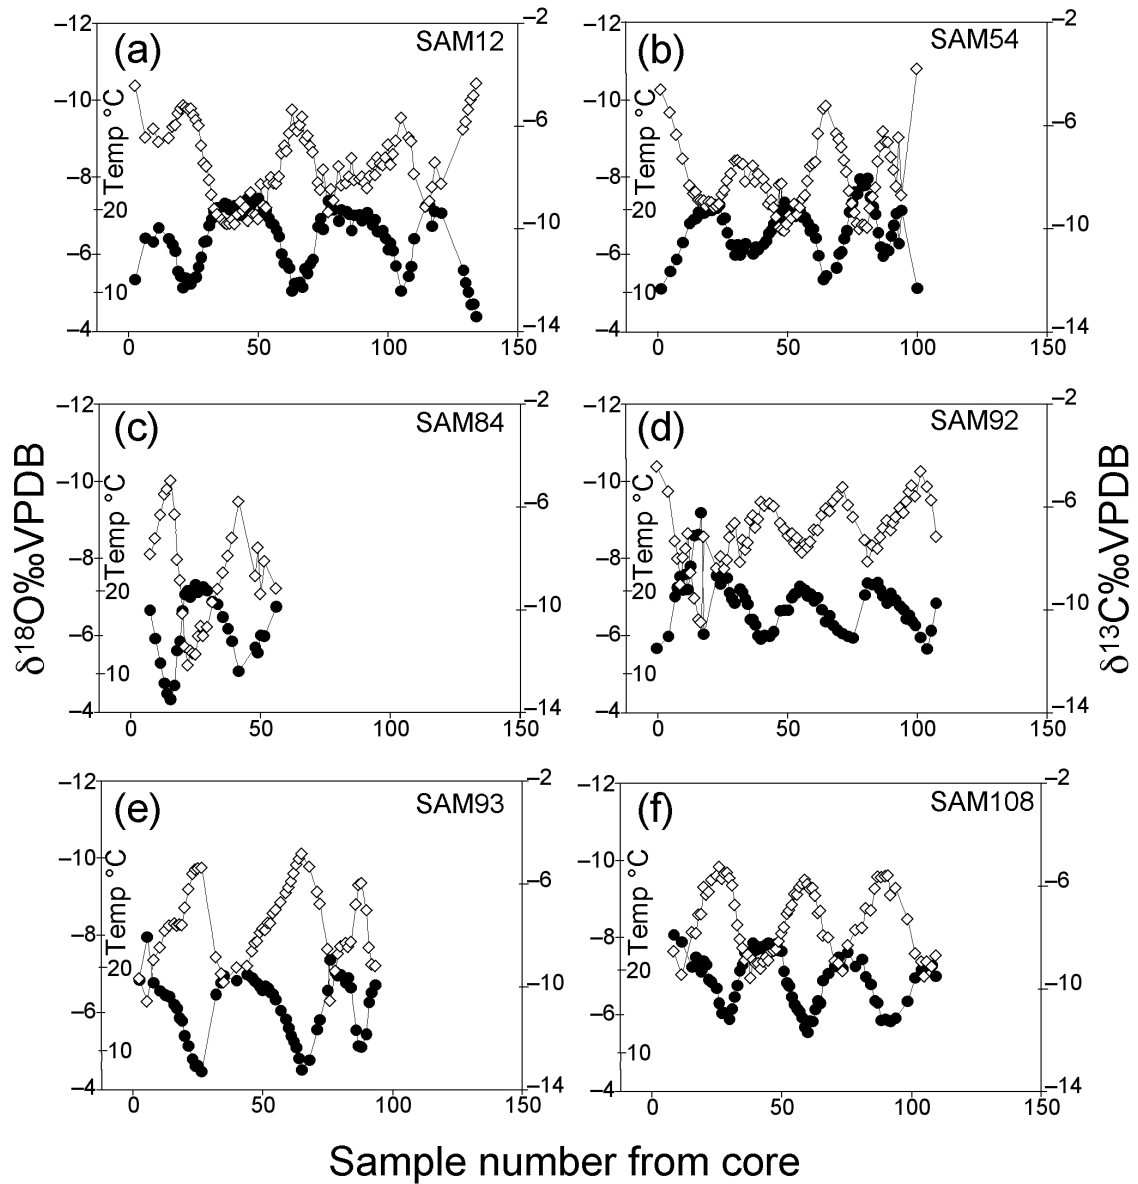 –12 (a) SAM12 –2 –12 (b) SAM54 –2
–10 –6 –10 –6
Temp °C Temp °C
–8 –8
20 –10 20 –10
–6 –6
10 10
–4 –14 –4 –14
0 50 100 150 0 50 100 150
–12 (c) SAM84 –2 –12 (d) SAM92 –2
–10 –6 –10 –6
Temp °C Temp °C
–8 –8
20 –10 20 –10
–6 –6
10 10
–4 –14 –4 –14
0 50 100 150 0 50 100 150
δ18O‰VPDB
δ13C‰VPDB
–12 (e) SAM93 –2 –12 (f) SAM108 –2
–10 –6 –10 –6
Temp °C Temp °C
–8 –8
20 –10 20 –10
–6 –6
10 10
–4 –14 –4 –14
0 50 100 150 0 50 100 150
Sample number from core